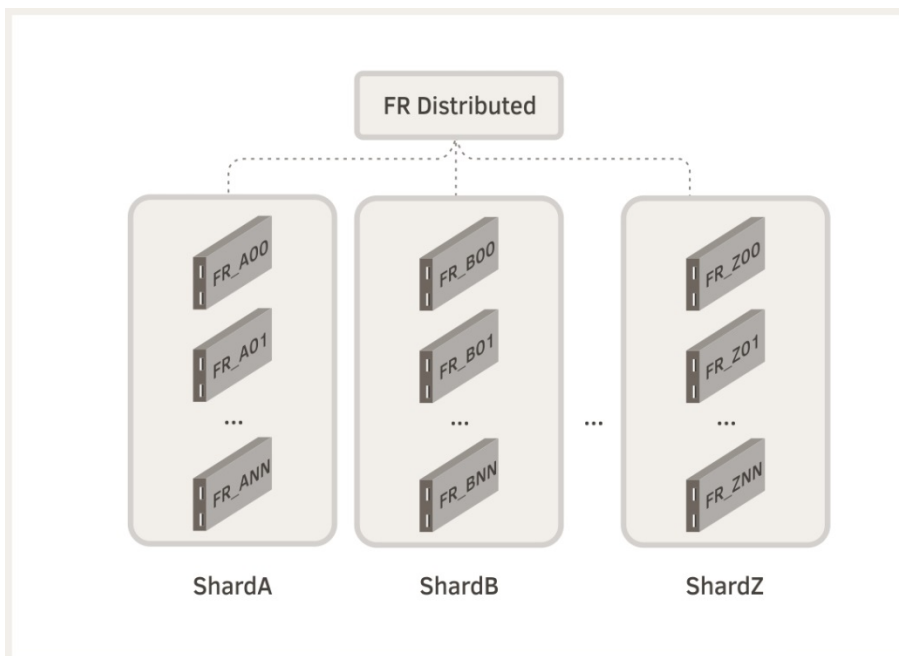 FR Distributed
FR_A00
FR_B00
FR_Z00
FR_A01
FR_B01
FR_Z01
...
...
...
...
FR_ANN
FR_BNN
FR_ZNN
ShardA
ShardB
ShardZ